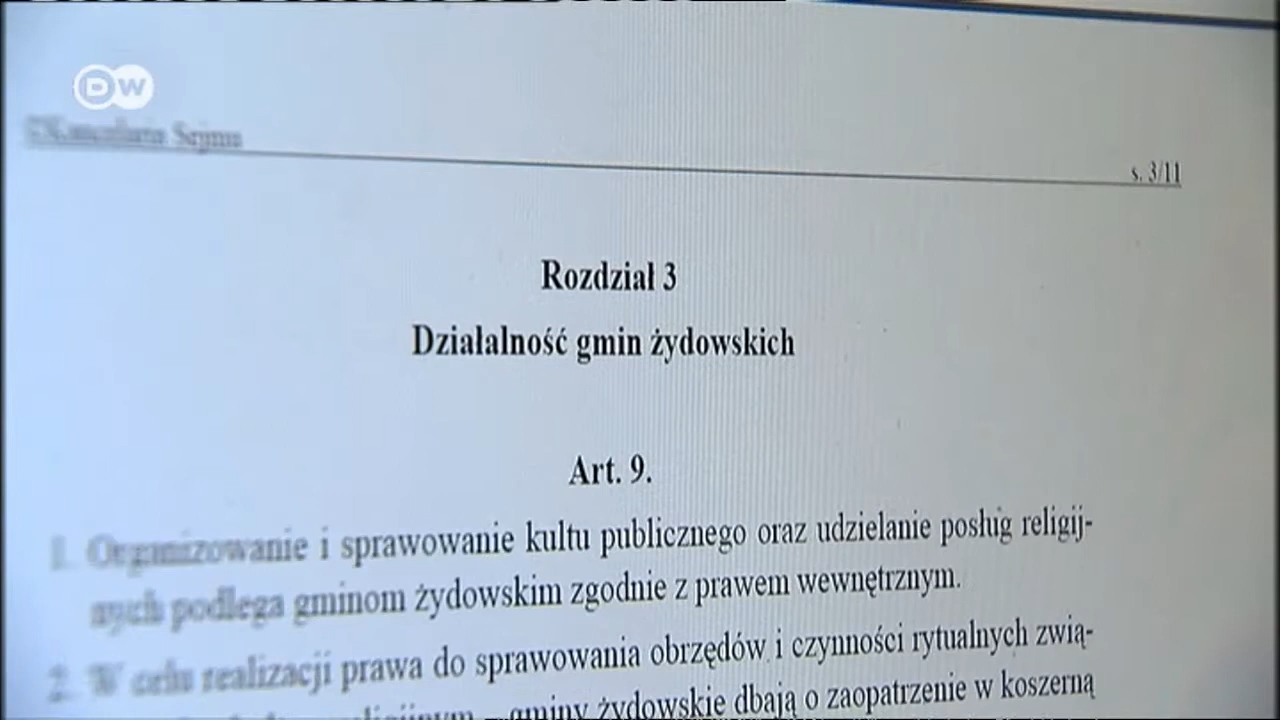 DW
©Kancelaria Sejmu
s. 3/11
Rozdział 3
Działalność gmin żydowskich
Art. 9.
1. Organizowanie i sprawowanie kultu publicznego oraz udzielanie posług religij-
nych podlega gminom żydowskim zgodnie z prawem wewnętrznym.
2. W celu realizacji prawa do sprawowania obrzędów i czynności rytualnych zwią-
gminy żydowskie dbają o zaopatrzenie w koszerną